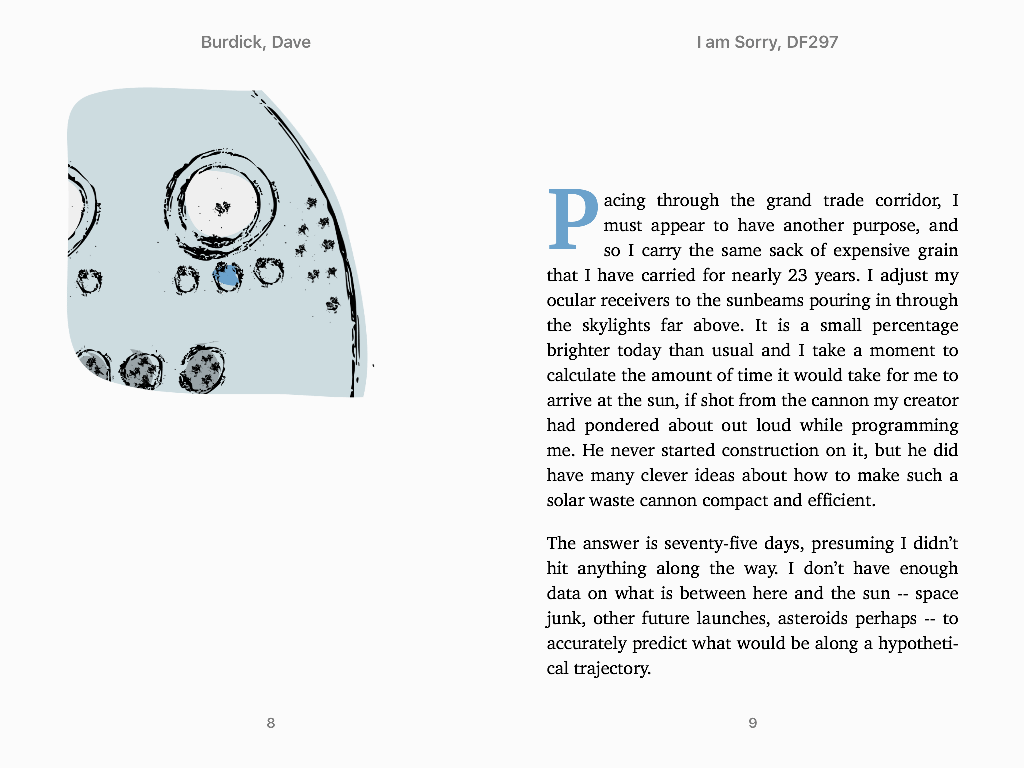 Burdick, Dave
I am Sorry, DF297
Pacing through the grand trade corridor, I
must appear to have another purpose, and
so I carry the same sack of expensive grain
that I have carried for nearly 23 years. I adjust my
ocular receivers to the sunbeams pouring in through
the skylights far above. It is a small percentage
brighter today than usual and I take a moment to
calculate the amount of time it would take for me to
arrive at the sun, if shot from the cannon my creator
had pondered about out loud while programming
me. He never started construction on it, but he did
have many clever ideas about how to make such a
solar waste cannon compact and efficient.
The answer is seventy-five days, presuming I didn’t
hit anything along the way. I don’t have enough
data on what is between here and the sun -- space
junk, other future launches, asteroids perhaps -- to
accurately predict what would be along a hypotheti-
cal trajectory.
8
9